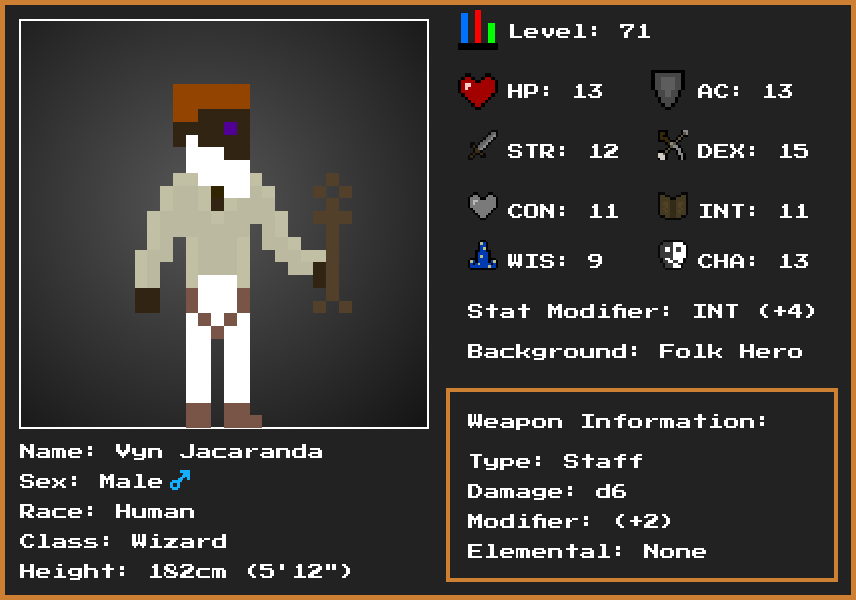 Level: 71
HP: 13
AC: 13
STR: 12
DEX: 15
CON: 11
INT: 11
WIS: 9
CHA: 13
Stat Modifier: INT (+4)
Background: Folk Hero
Weapon Information:
Type: Staff
Damage: d6
Modifier: (+2)
Elemental: None
Name: Vyn Jacaranda
Sex: Male♂
Race: Human
Class: Wizard
Height: 182cm (5'12")